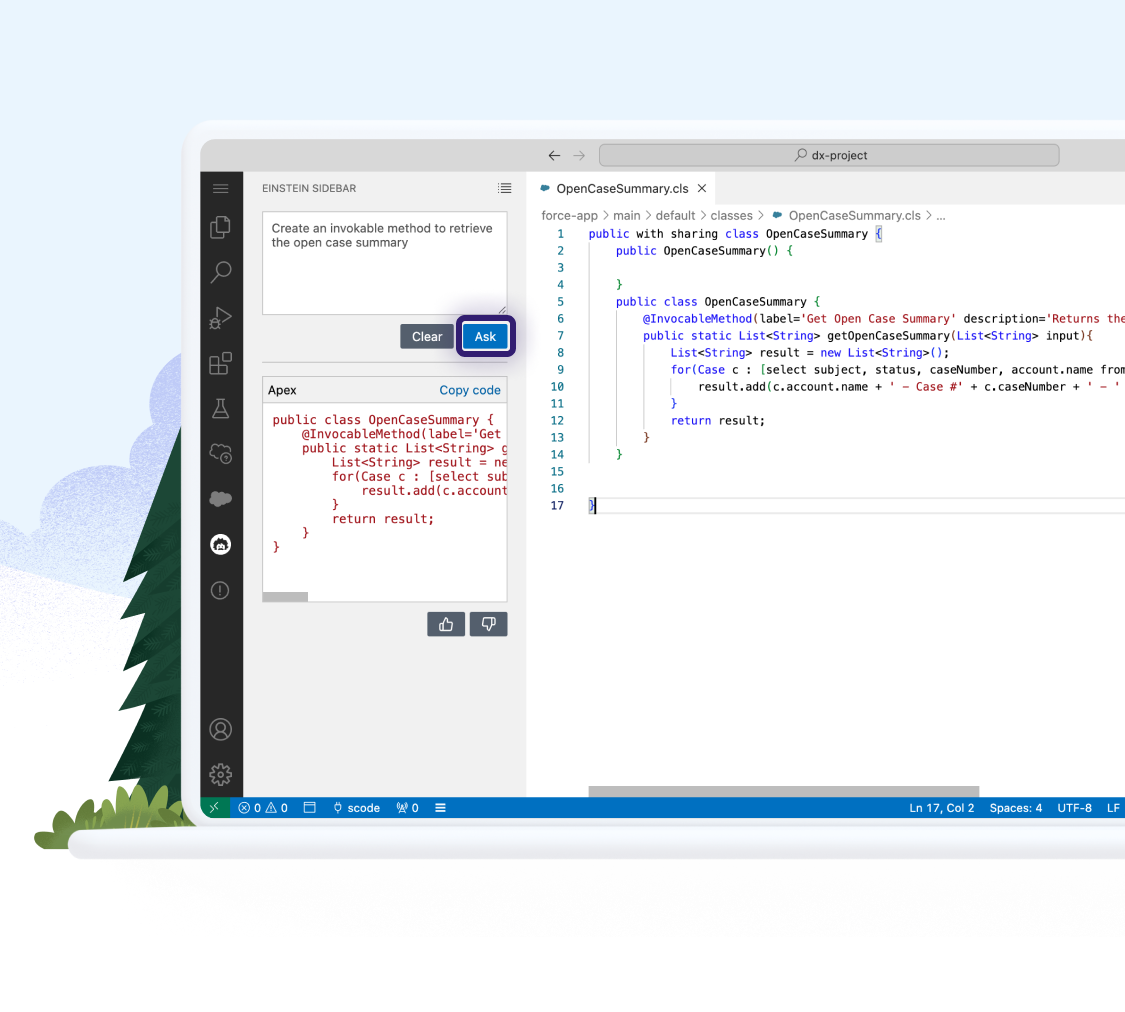 dx-project
EINSTEIN SIDEBAR
Create an invokable method to retrieve
the open case summary
Clear
Ask
Apex
Copy code
public class OpenCaseSummary {
@InvocableMethod(label='Get
public static List<String> g
List<String> result = ne
for(Case c : [select sub
result.add(c.account
}
return result;
}
}
OpenCaseSummary.cls
force-app > main > default > classes > OpenCaseSummary.cls > ...
1 public with sharing class OpenCaseSummary {
2 public OpenCaseSummary() {
3
4 }
5 public class OpenCaseSummary {
6 @InvocableMethod(label='Get Open Case Summary' description='Returns the
7 public static List<String> getOpenCaseSummary(List<String> input){
8 List<String> result = new List<String>();
9 for(Case c : [select subject, status, caseNumber, account.name from
10 result.add(c.account.name + ' - Case #' + c.caseNumber + ' - '
11 }
12 return result;
13 }
14 }
15
16
17 }
0 0 scode 0 Ln 17, Col 2 Spaces: 4 UTF-8 LF